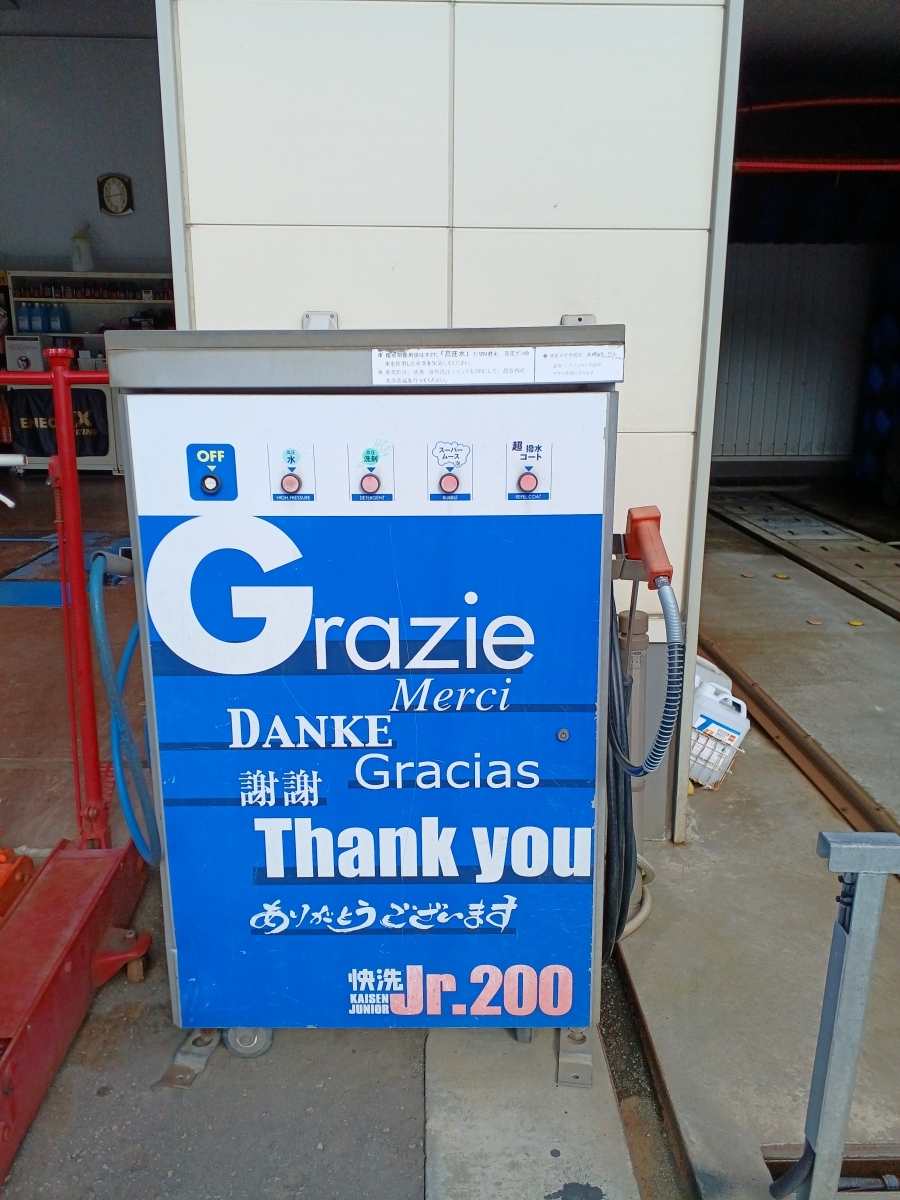 OFF
高圧
水
HIGH PRESSURE
高圧
洗剤
DETERGENT
スーパー
ムース
泡
BUBBLE
超 撥水
コート
REPEL COAT
Grazie
Merci
DANKE
Gracias
謝謝
Thank you
ありがとうございます
快洗
KAISEN
JUNIOR
Jr.200